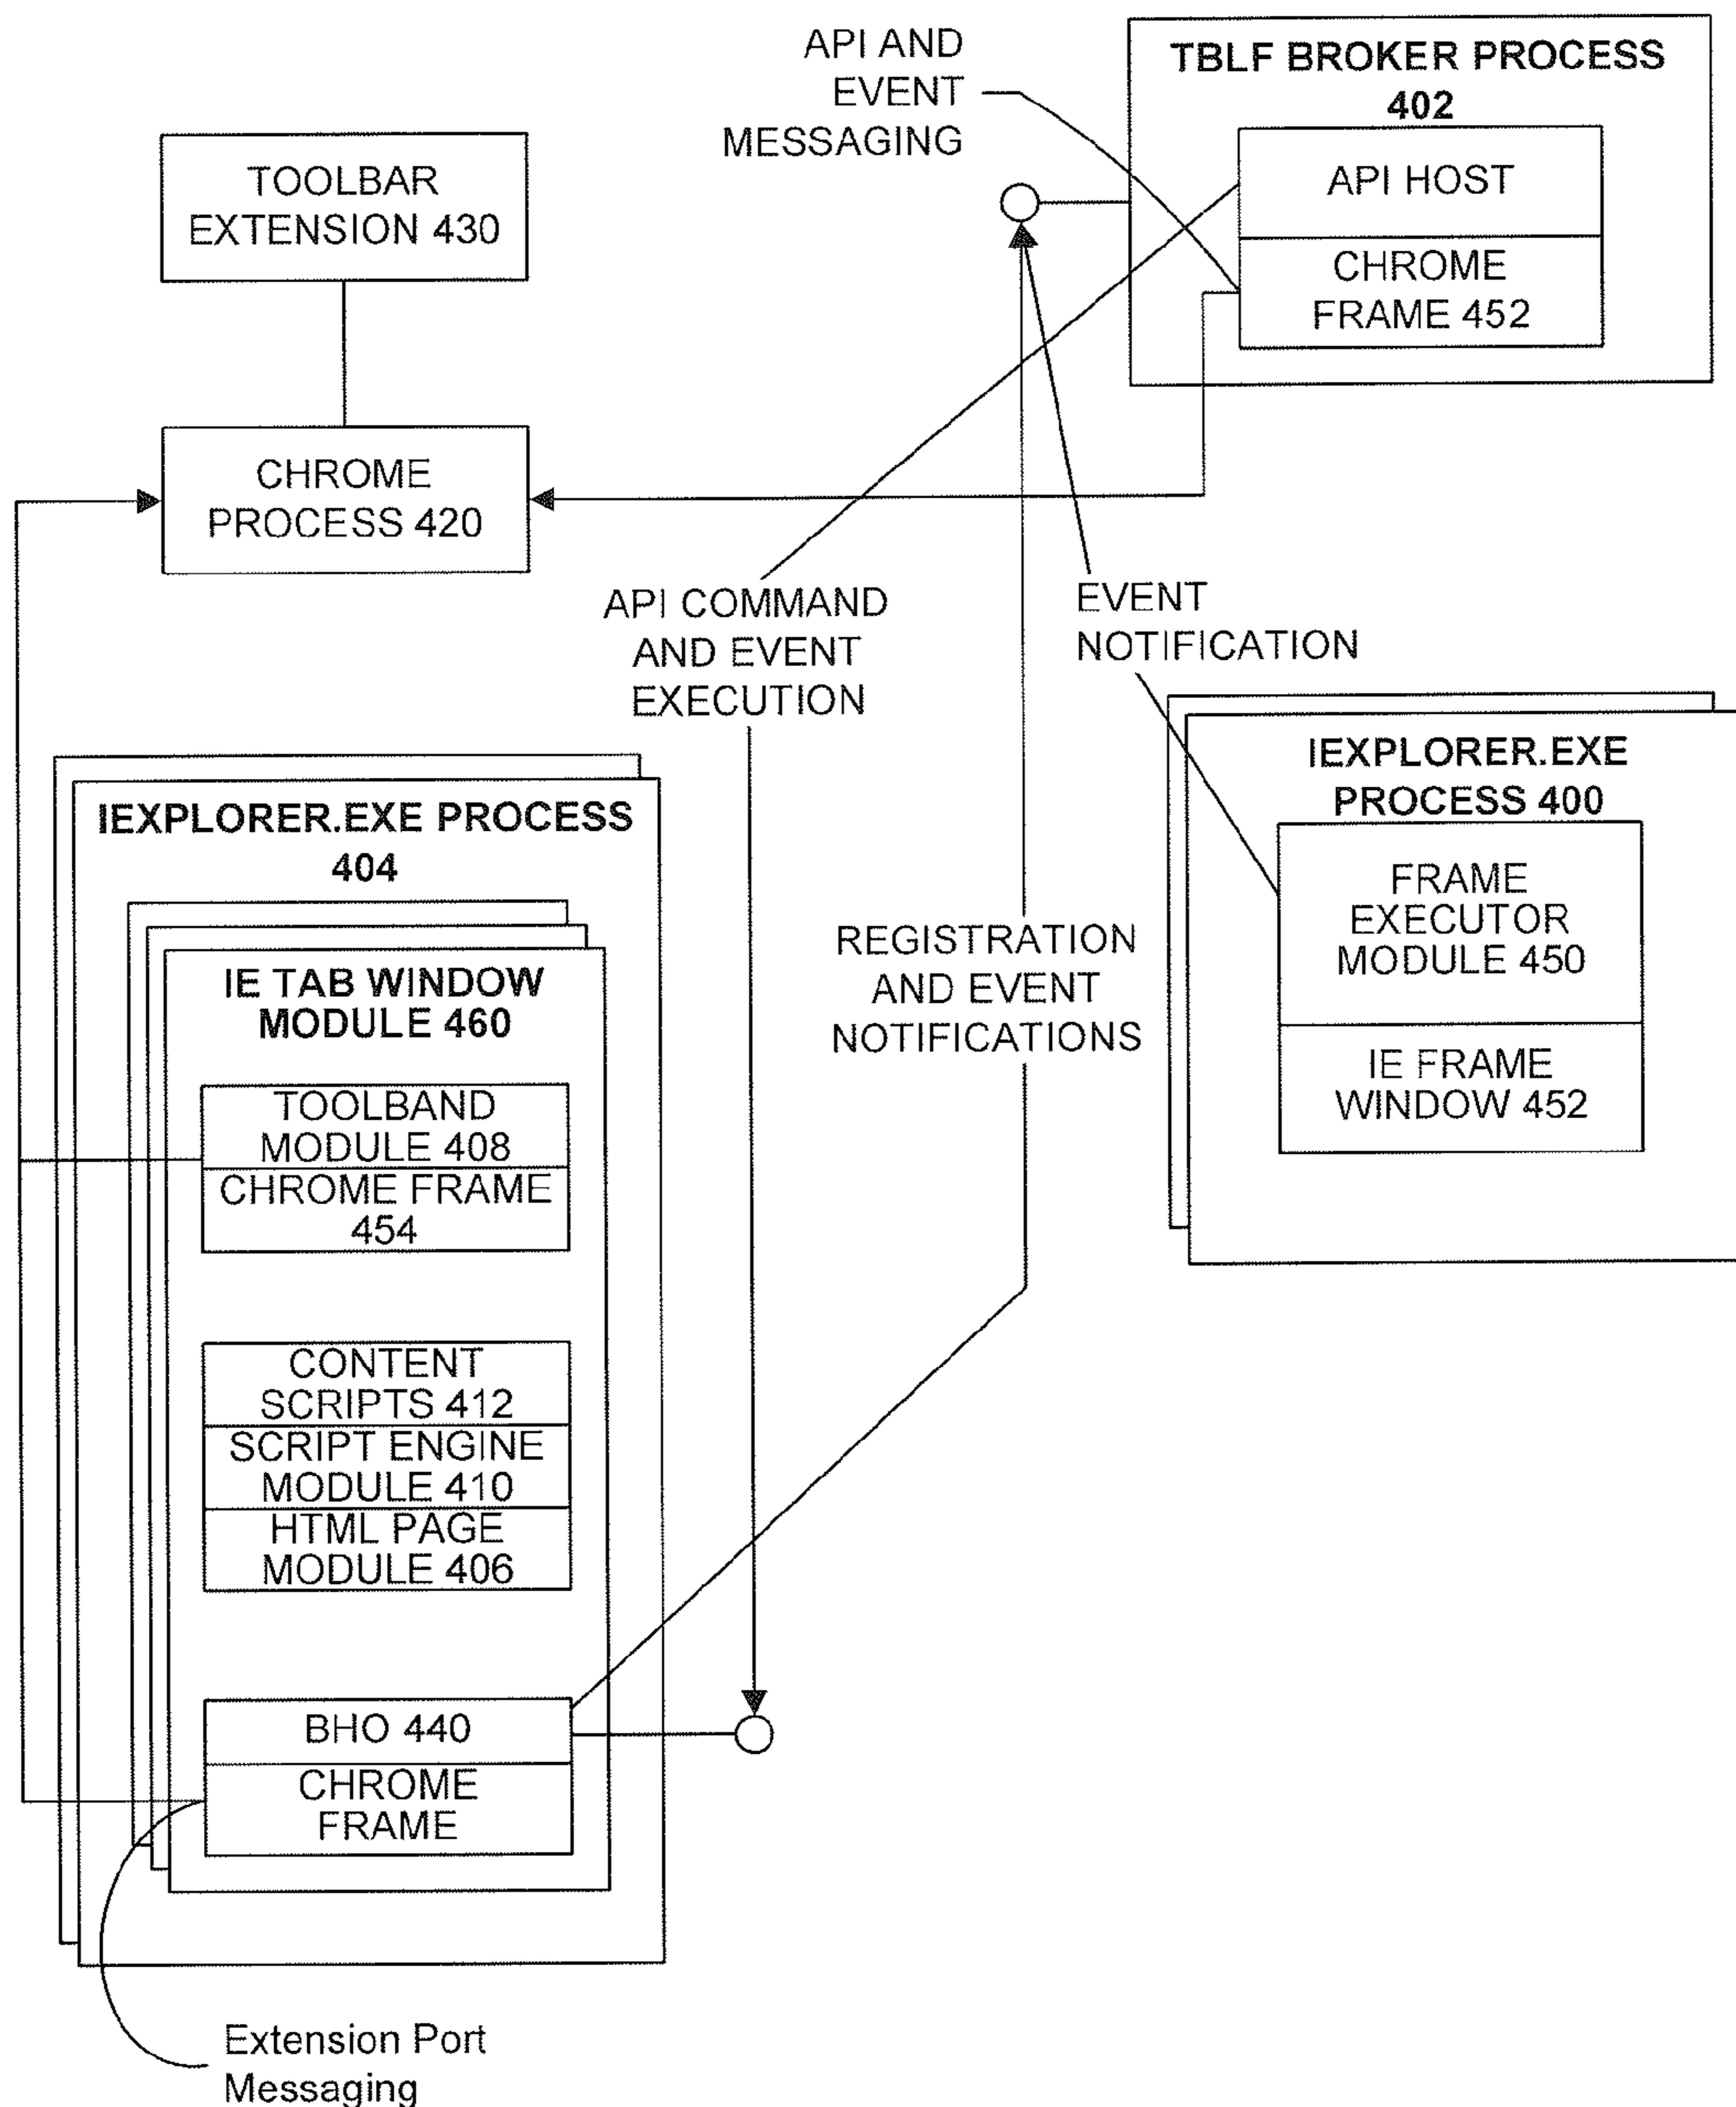 API AND
EVENT
MESSAGING
TBLF BROKER PROCESS
402
API HOST
CHROME
FRAME 452
TOOLBAR
EXTENSION 430
CHROME
PROCESS 420
API COMMAND
AND EVENT
EXECUTION
EVENT
NOTIFICATION
IEXPLORER.EXE
PROCESS 400
FRAME
EXECUTOR
MODULE 450
IE FRAME
WINDOW 452
REGISTRATION
AND EVENT
NOTIFICATIONS
IEXPLORER.EXE PROCESS
404
IE TAB WINDOW
MODULE 460
TOOLBAND
MODULE 408
CHROME FRAME
454
CONTENT
SCRIPTS 412
SCRIPT ENGINE
MODULE 410
HTML PAGE
MODULE 406
BHO 440
CHROME
FRAME
Extension Port
Messaging